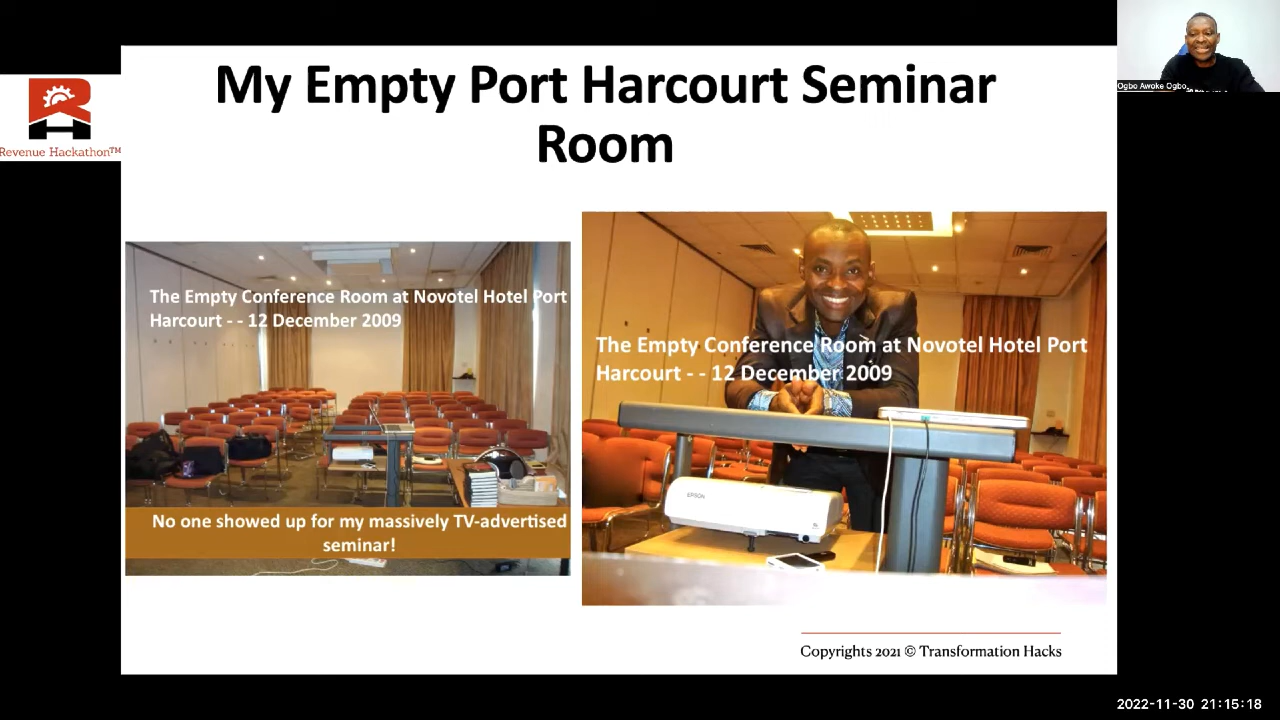 My Empty Port Harcourt Seminar
Room
Revenue Hackathon™
Ogbo Awoke Ogbo
The Empty Conference Room at Novotel Hotel Port
Harcourt - - 12 December 2009
No one showed up for my massively TV-advertised
seminar!
The Empty Conference Room at Novotel Hotel Port
Harcourt - - 12 December 2009
EPSON
Copyrights 2021 © Transformation Hacks
2022-11-30 21:15:18